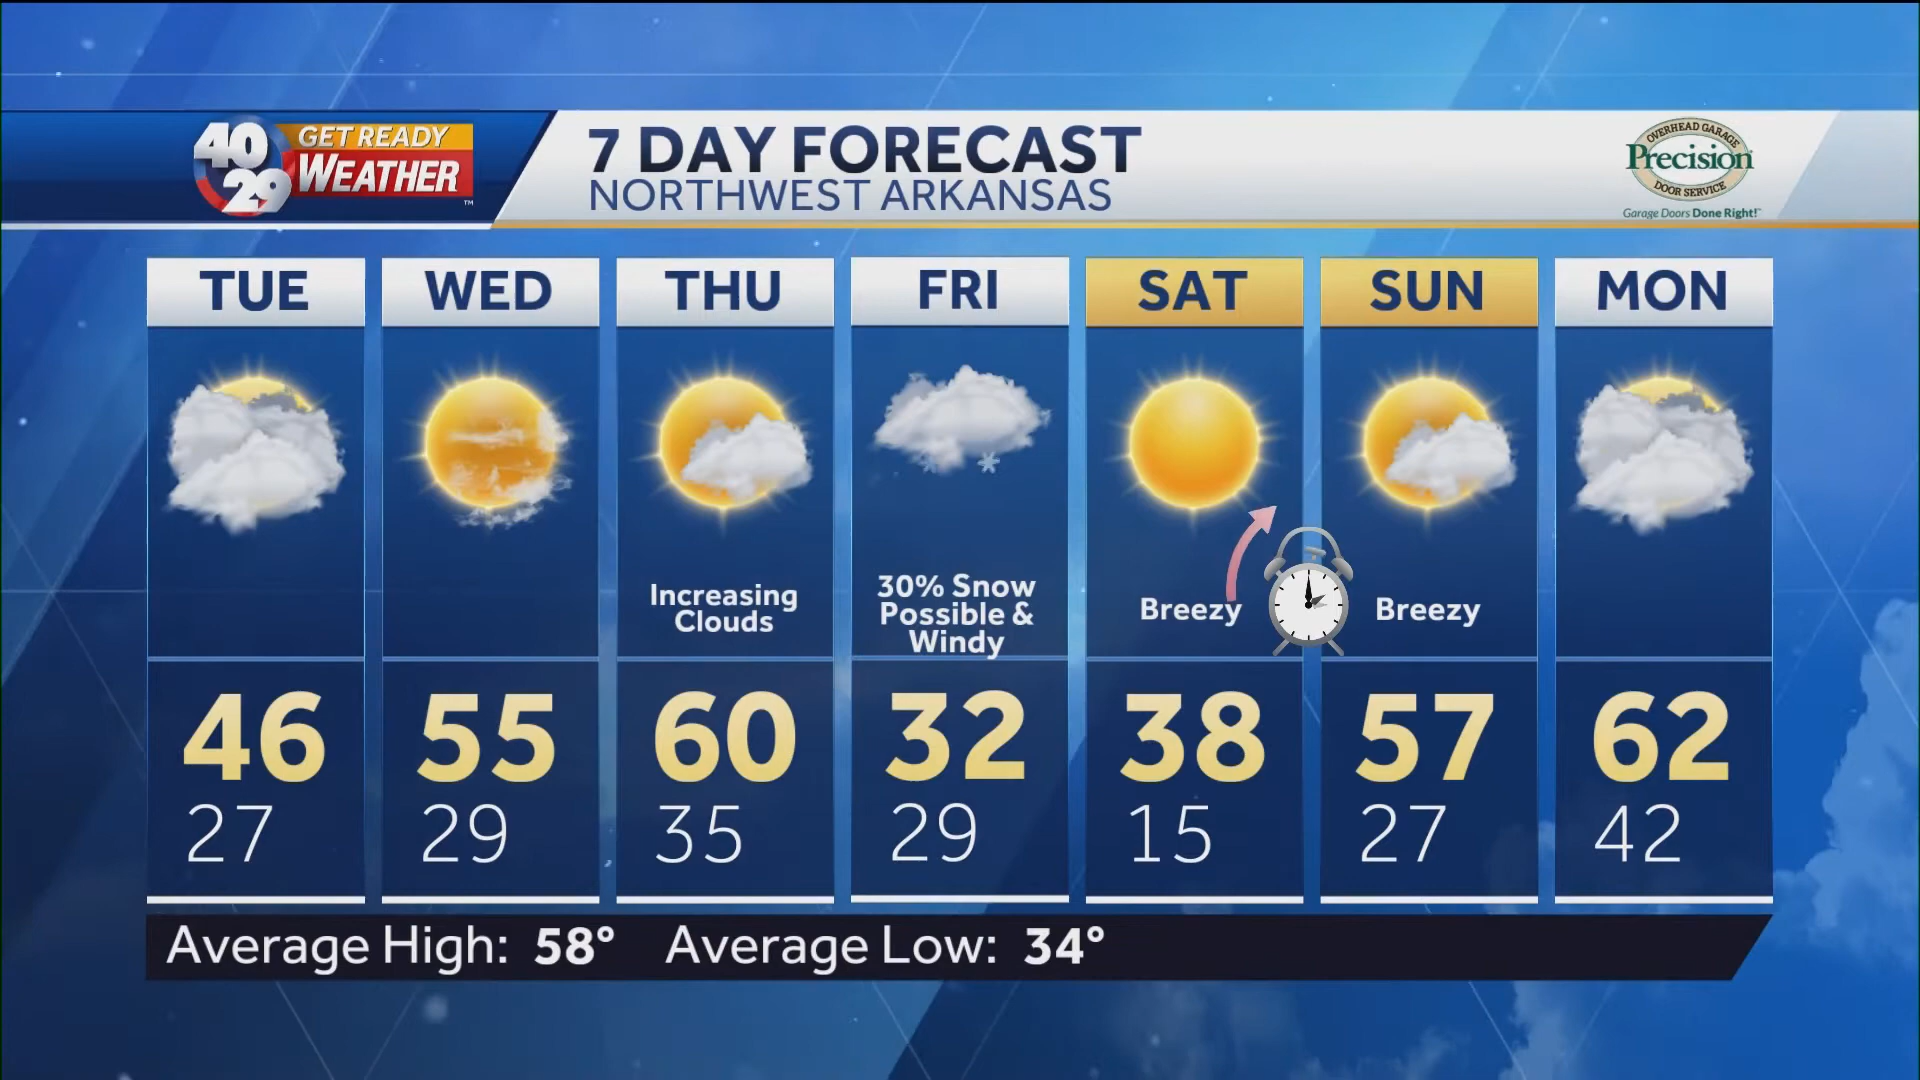 40
29
GET READY
WEATHER
™
7 DAY FORECAST
NORTHWEST ARKANSAS
OVERHEAD GARAGE
Precision
DOOR SERVICE
Garage Doors Done Right!™
TUE WED THU FRI SAT SUN MON
Increasing
Clouds
30% Snow
Possible &
Windy
Breezy
Breezy
46 55 60 32 38 57 62
27 29 35 29 15 27 42
Average High: 58° Average Low: 34°